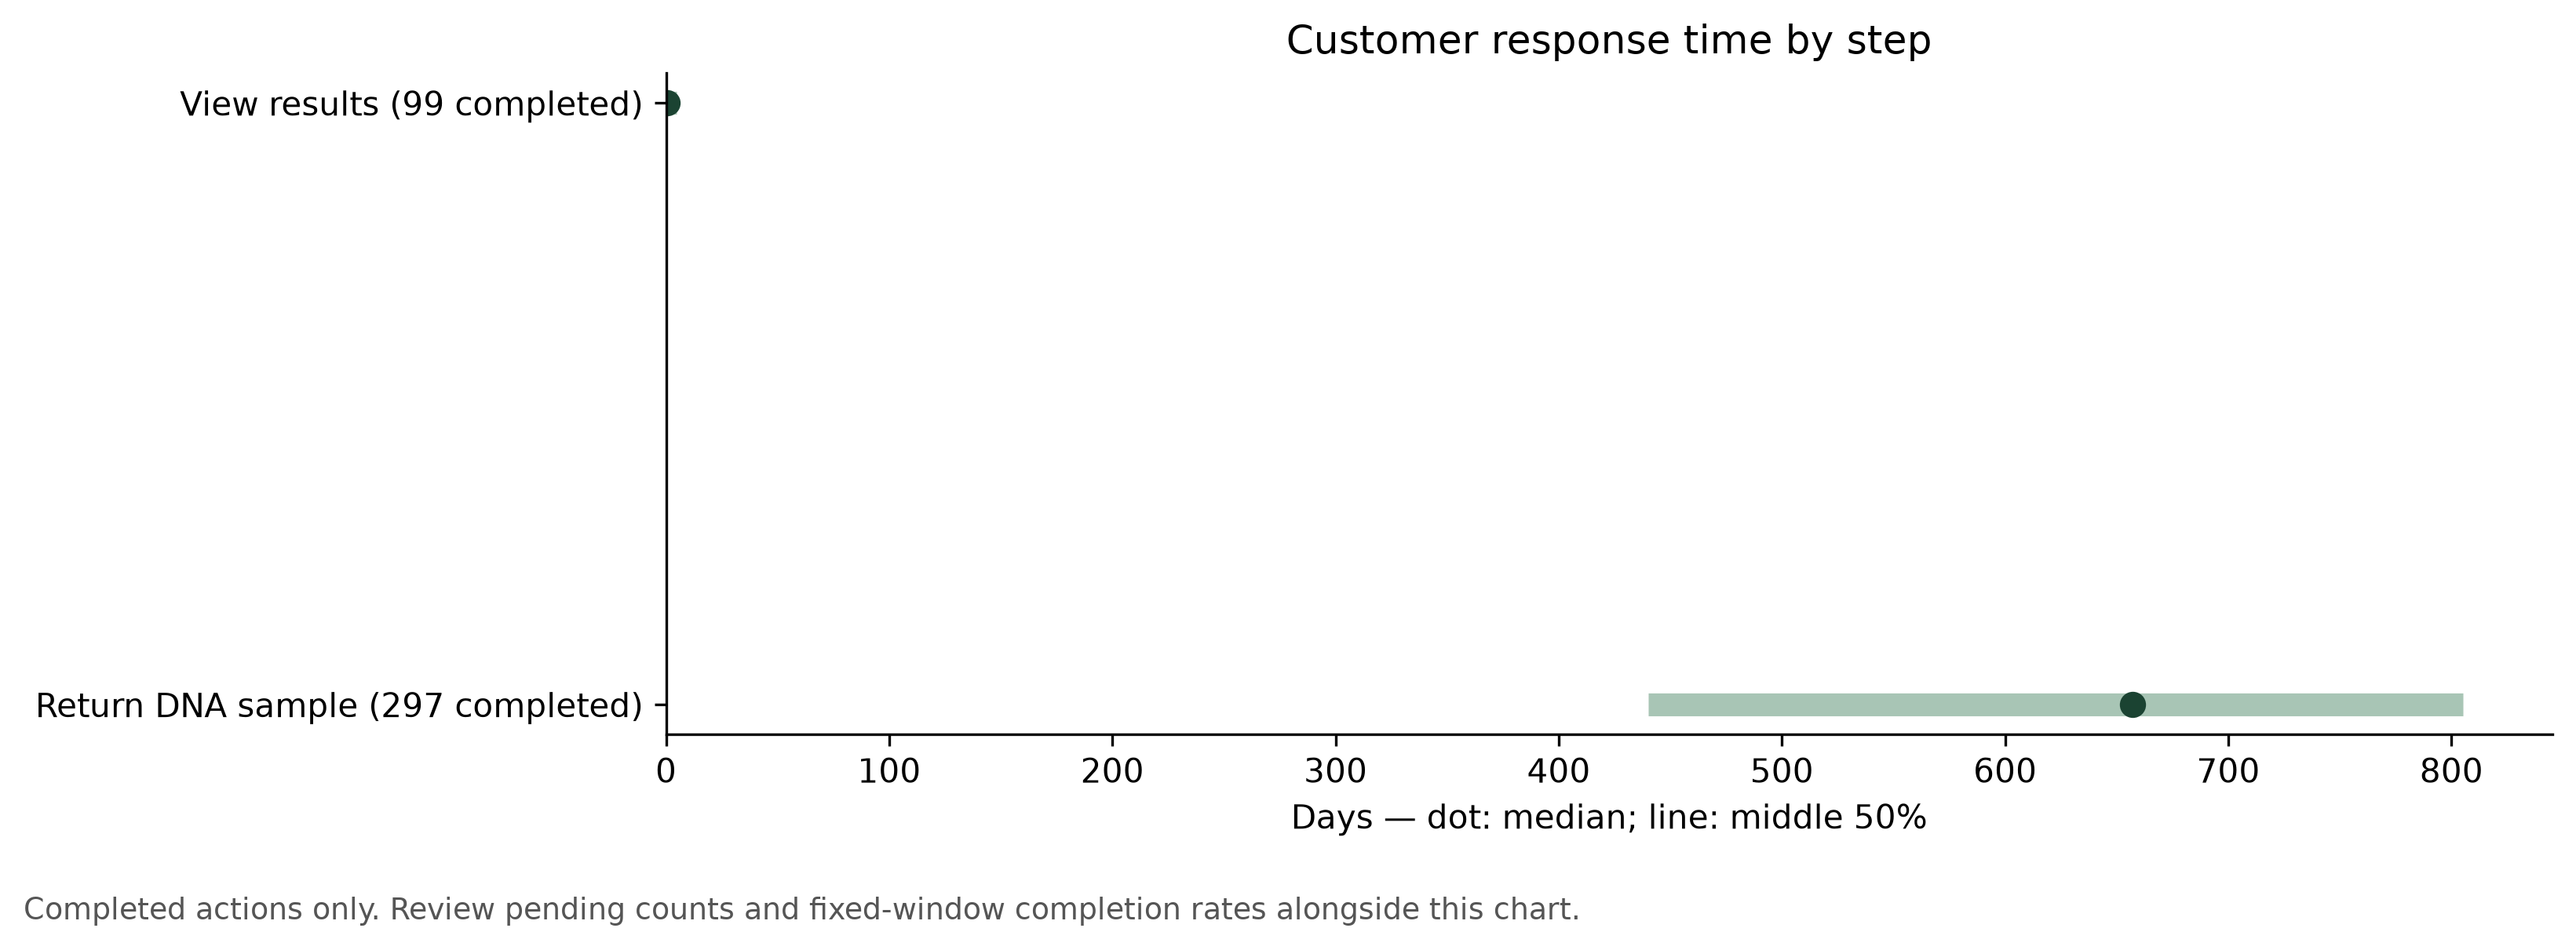 Customer response time by step
View results (99 completed)
Return DNA sample (297 completed)
0 100 200 300 400 500 600 700 800
Days — dot: median; line: middle 50%
Completed actions only. Review pending counts and fixed-window completion rates alongside this chart.